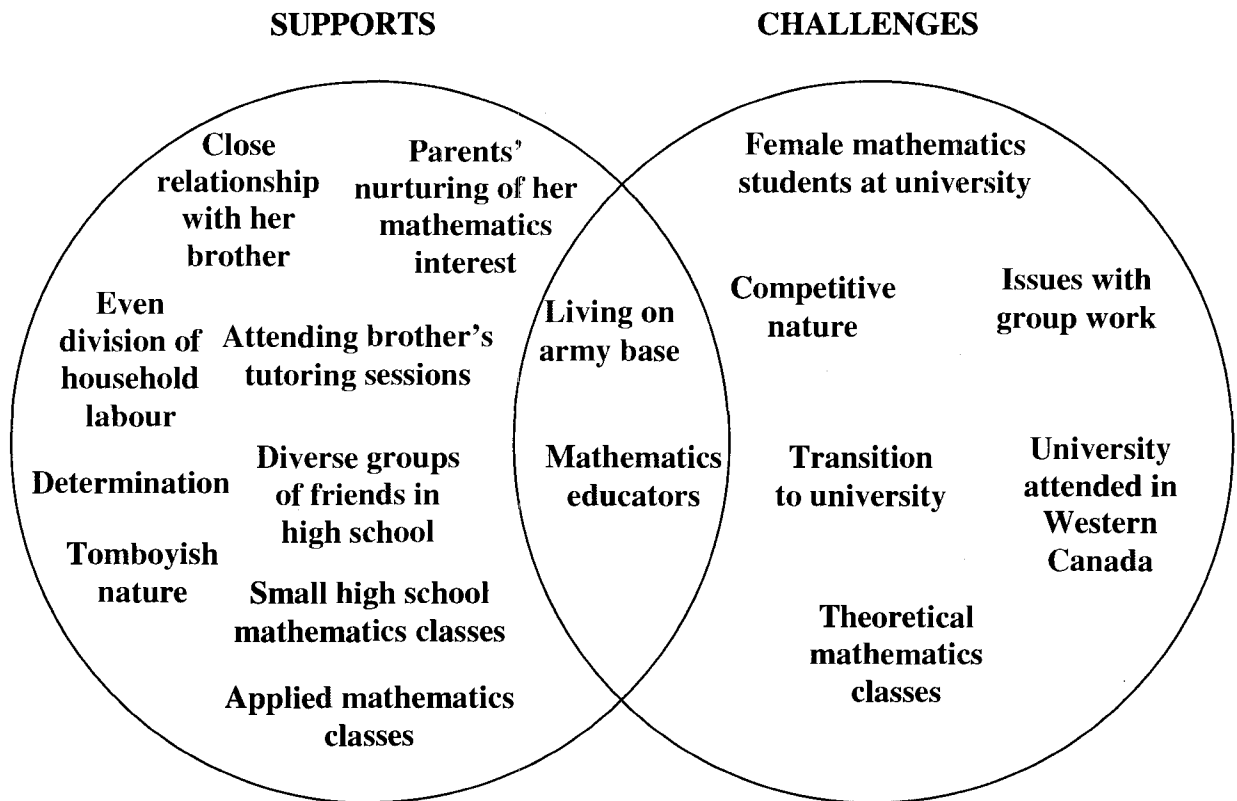 SUPPORTS
CHALLENGES
Close
relationship
with her
brother
Parents’
nurturing of her
mathematics
interest
Even
division of
household
labour
Attending brother’s
tutoring sessions
Determination
Diverse groups
of friends in
high school
Tomboyish
nature
Small high school
mathematics classes
Applied mathematics
classes
Living on
army base
Mathematics
educators
Female mathematics
students at university
Competitive
nature
Issues with
group work
Transition
to university
University
attended in
Western
Canada
Theoretical
mathematics
classes